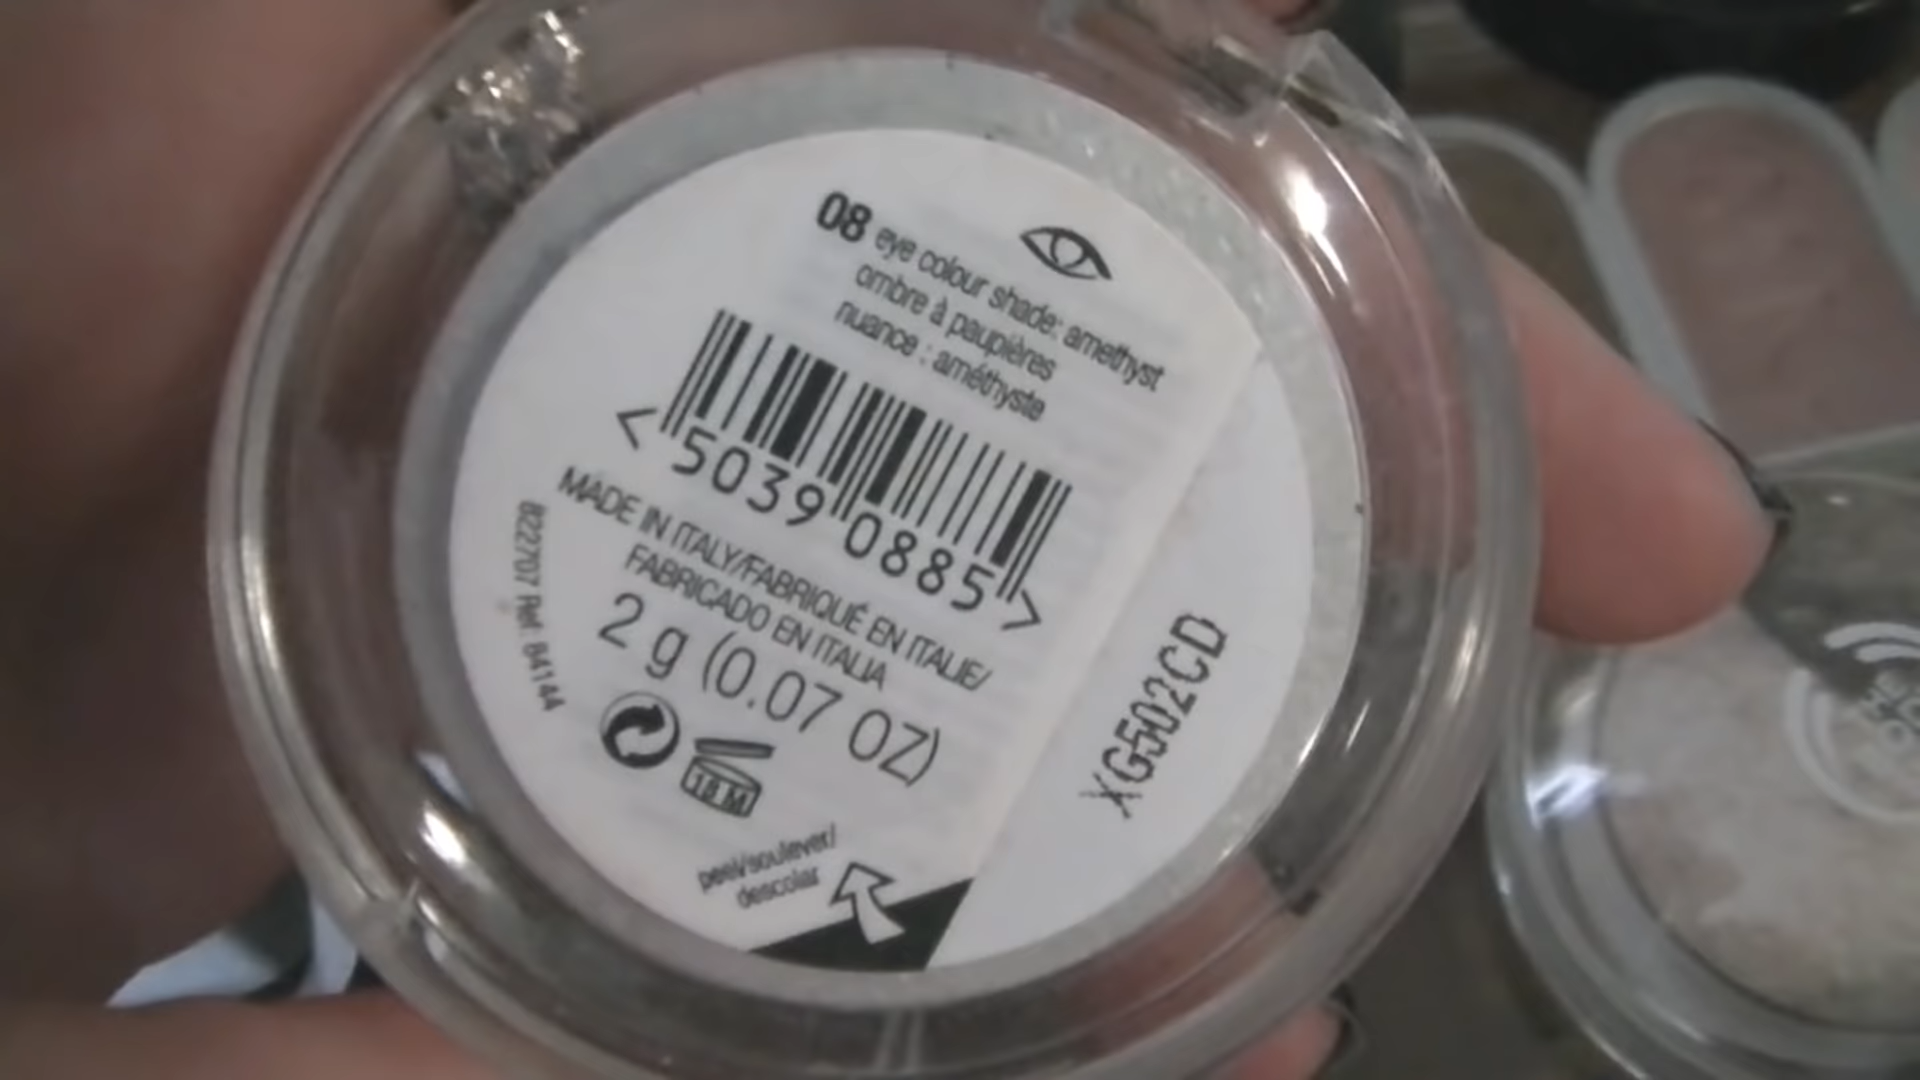 08 eye colour shade: amethyst
ombre à paupières
nuance : améthyste
< 5039 0885 >
MADE IN ITALY/FABRIQUÉ EN ITALIE/
FABRICADO EN ITALIA
2 g (0.07 OZ)
18 M
peel/soulever/
descolar
822707 Ref: 84144
XG502CD